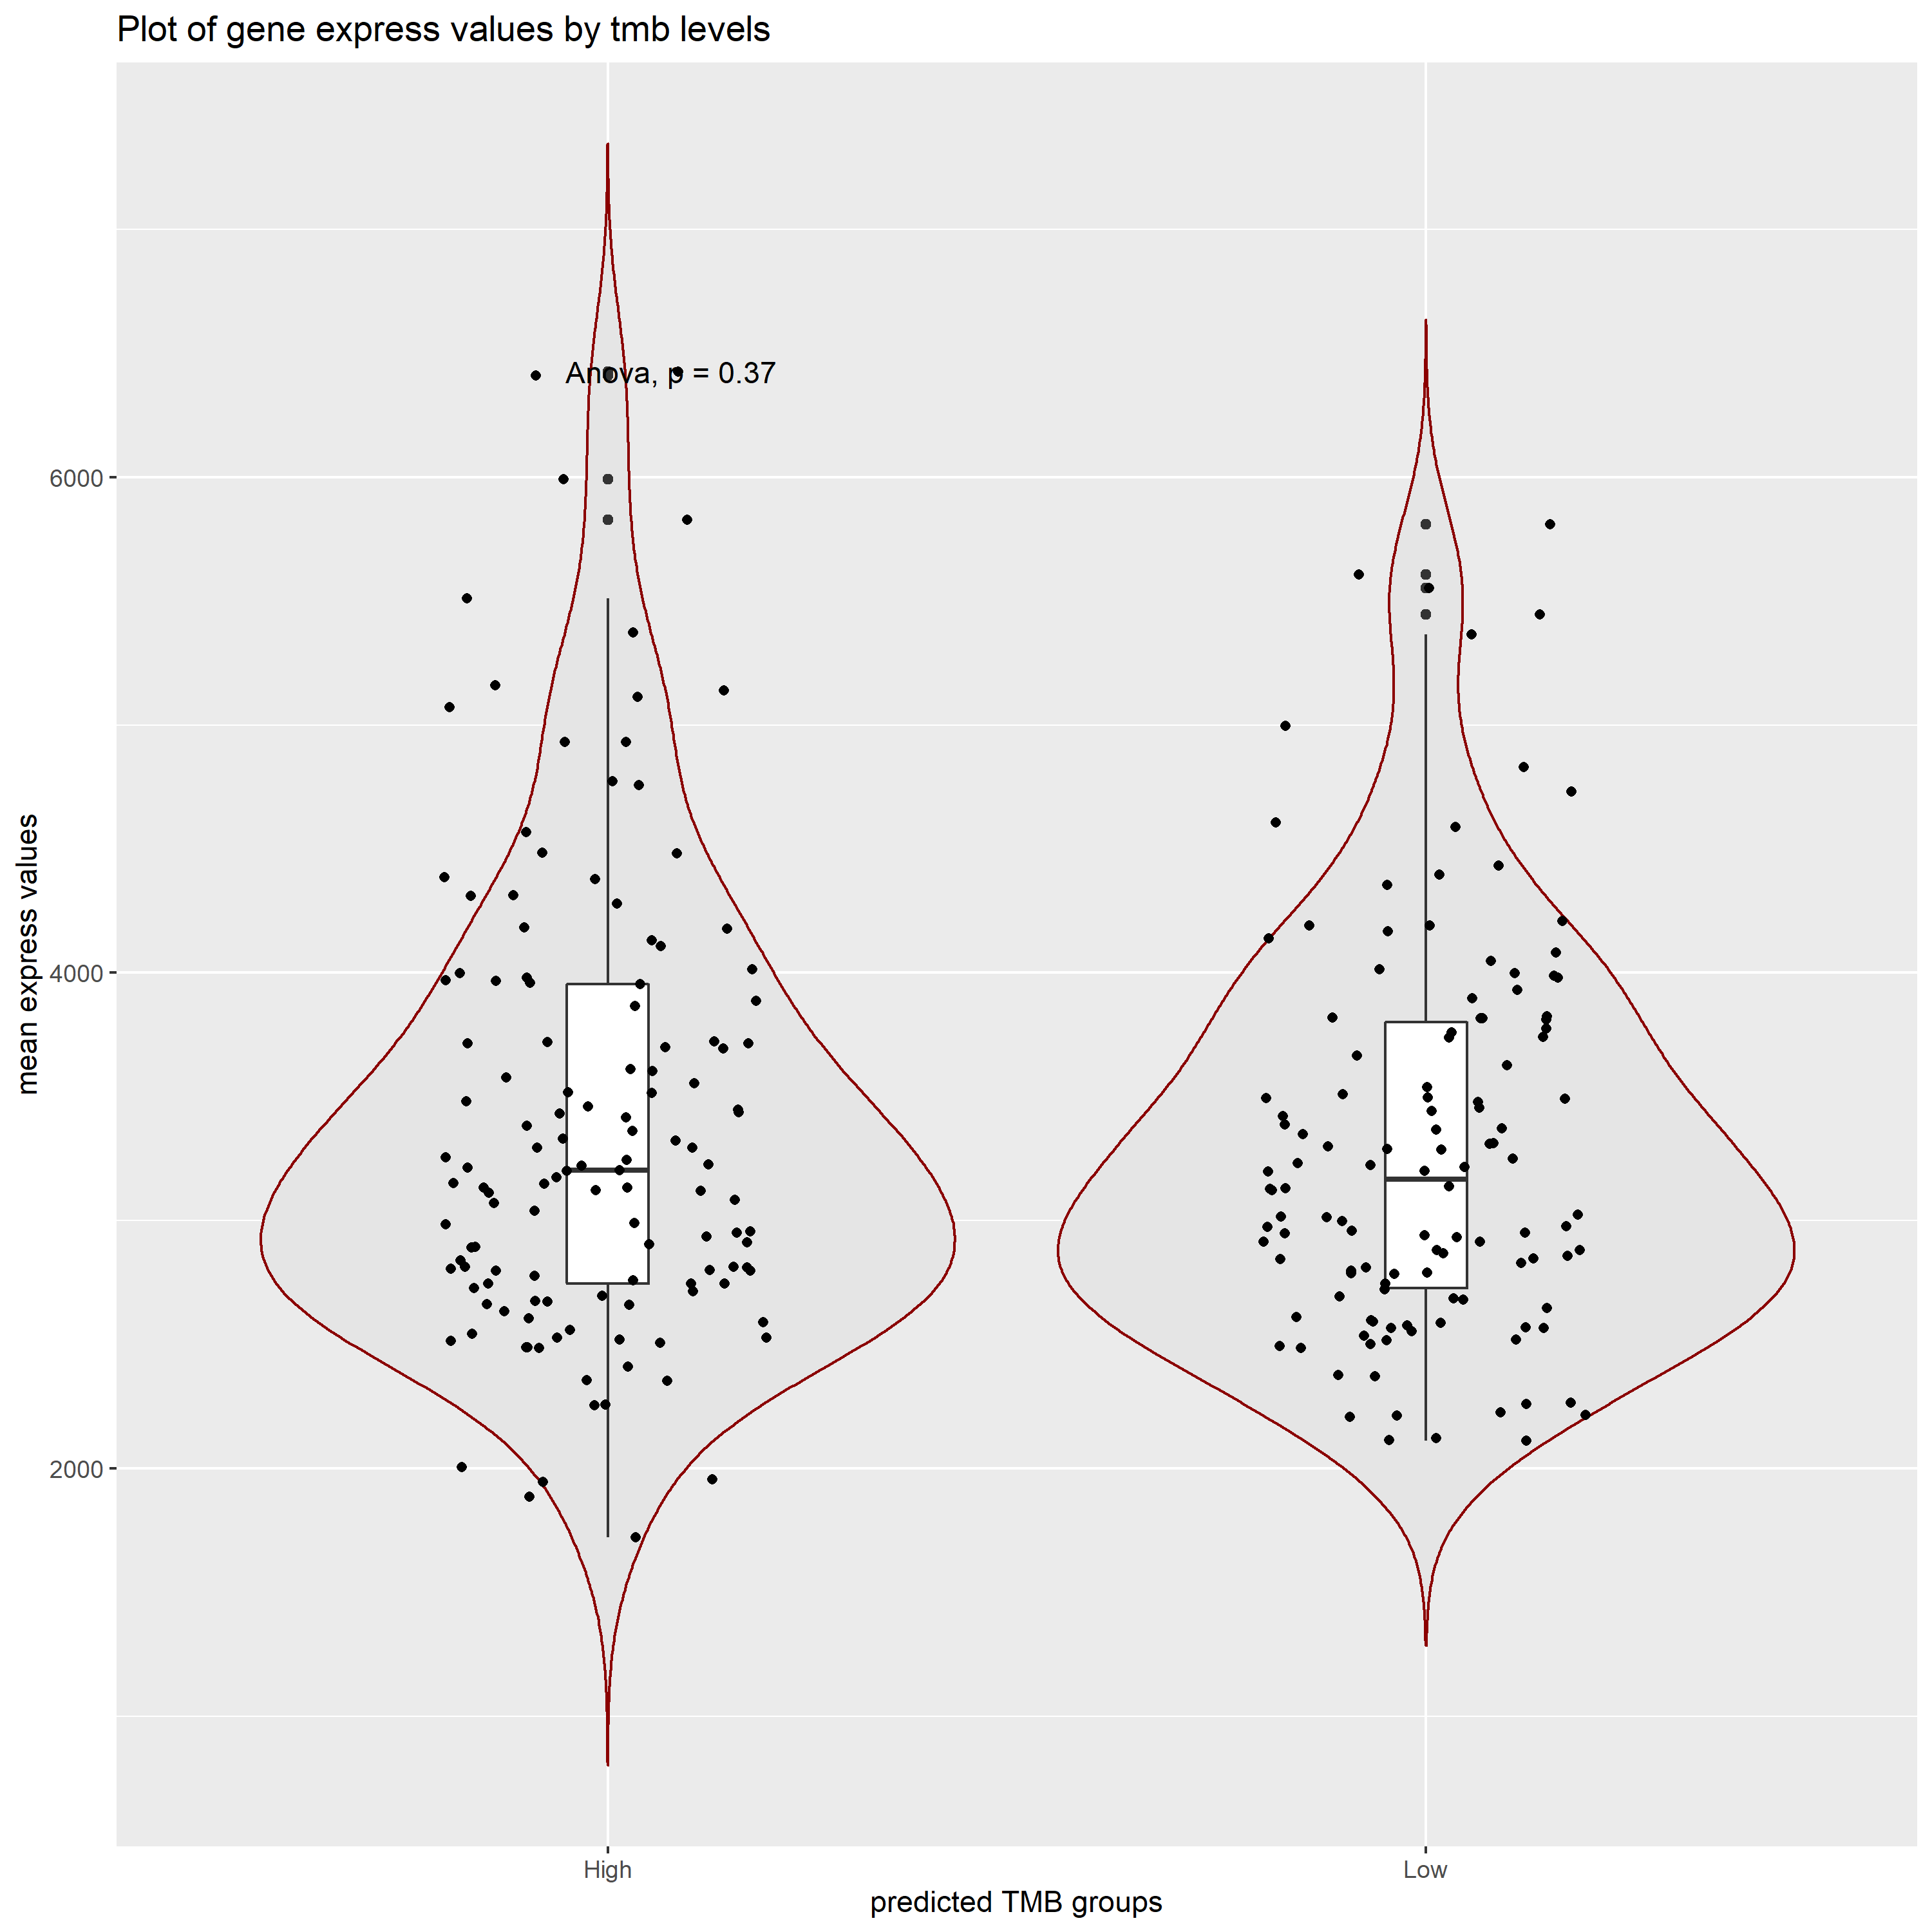 Plot of gene express values by tmb levels
Anova, p = 0.37
6000
4000
2000
mean express values
High
Low
predicted TMB groups